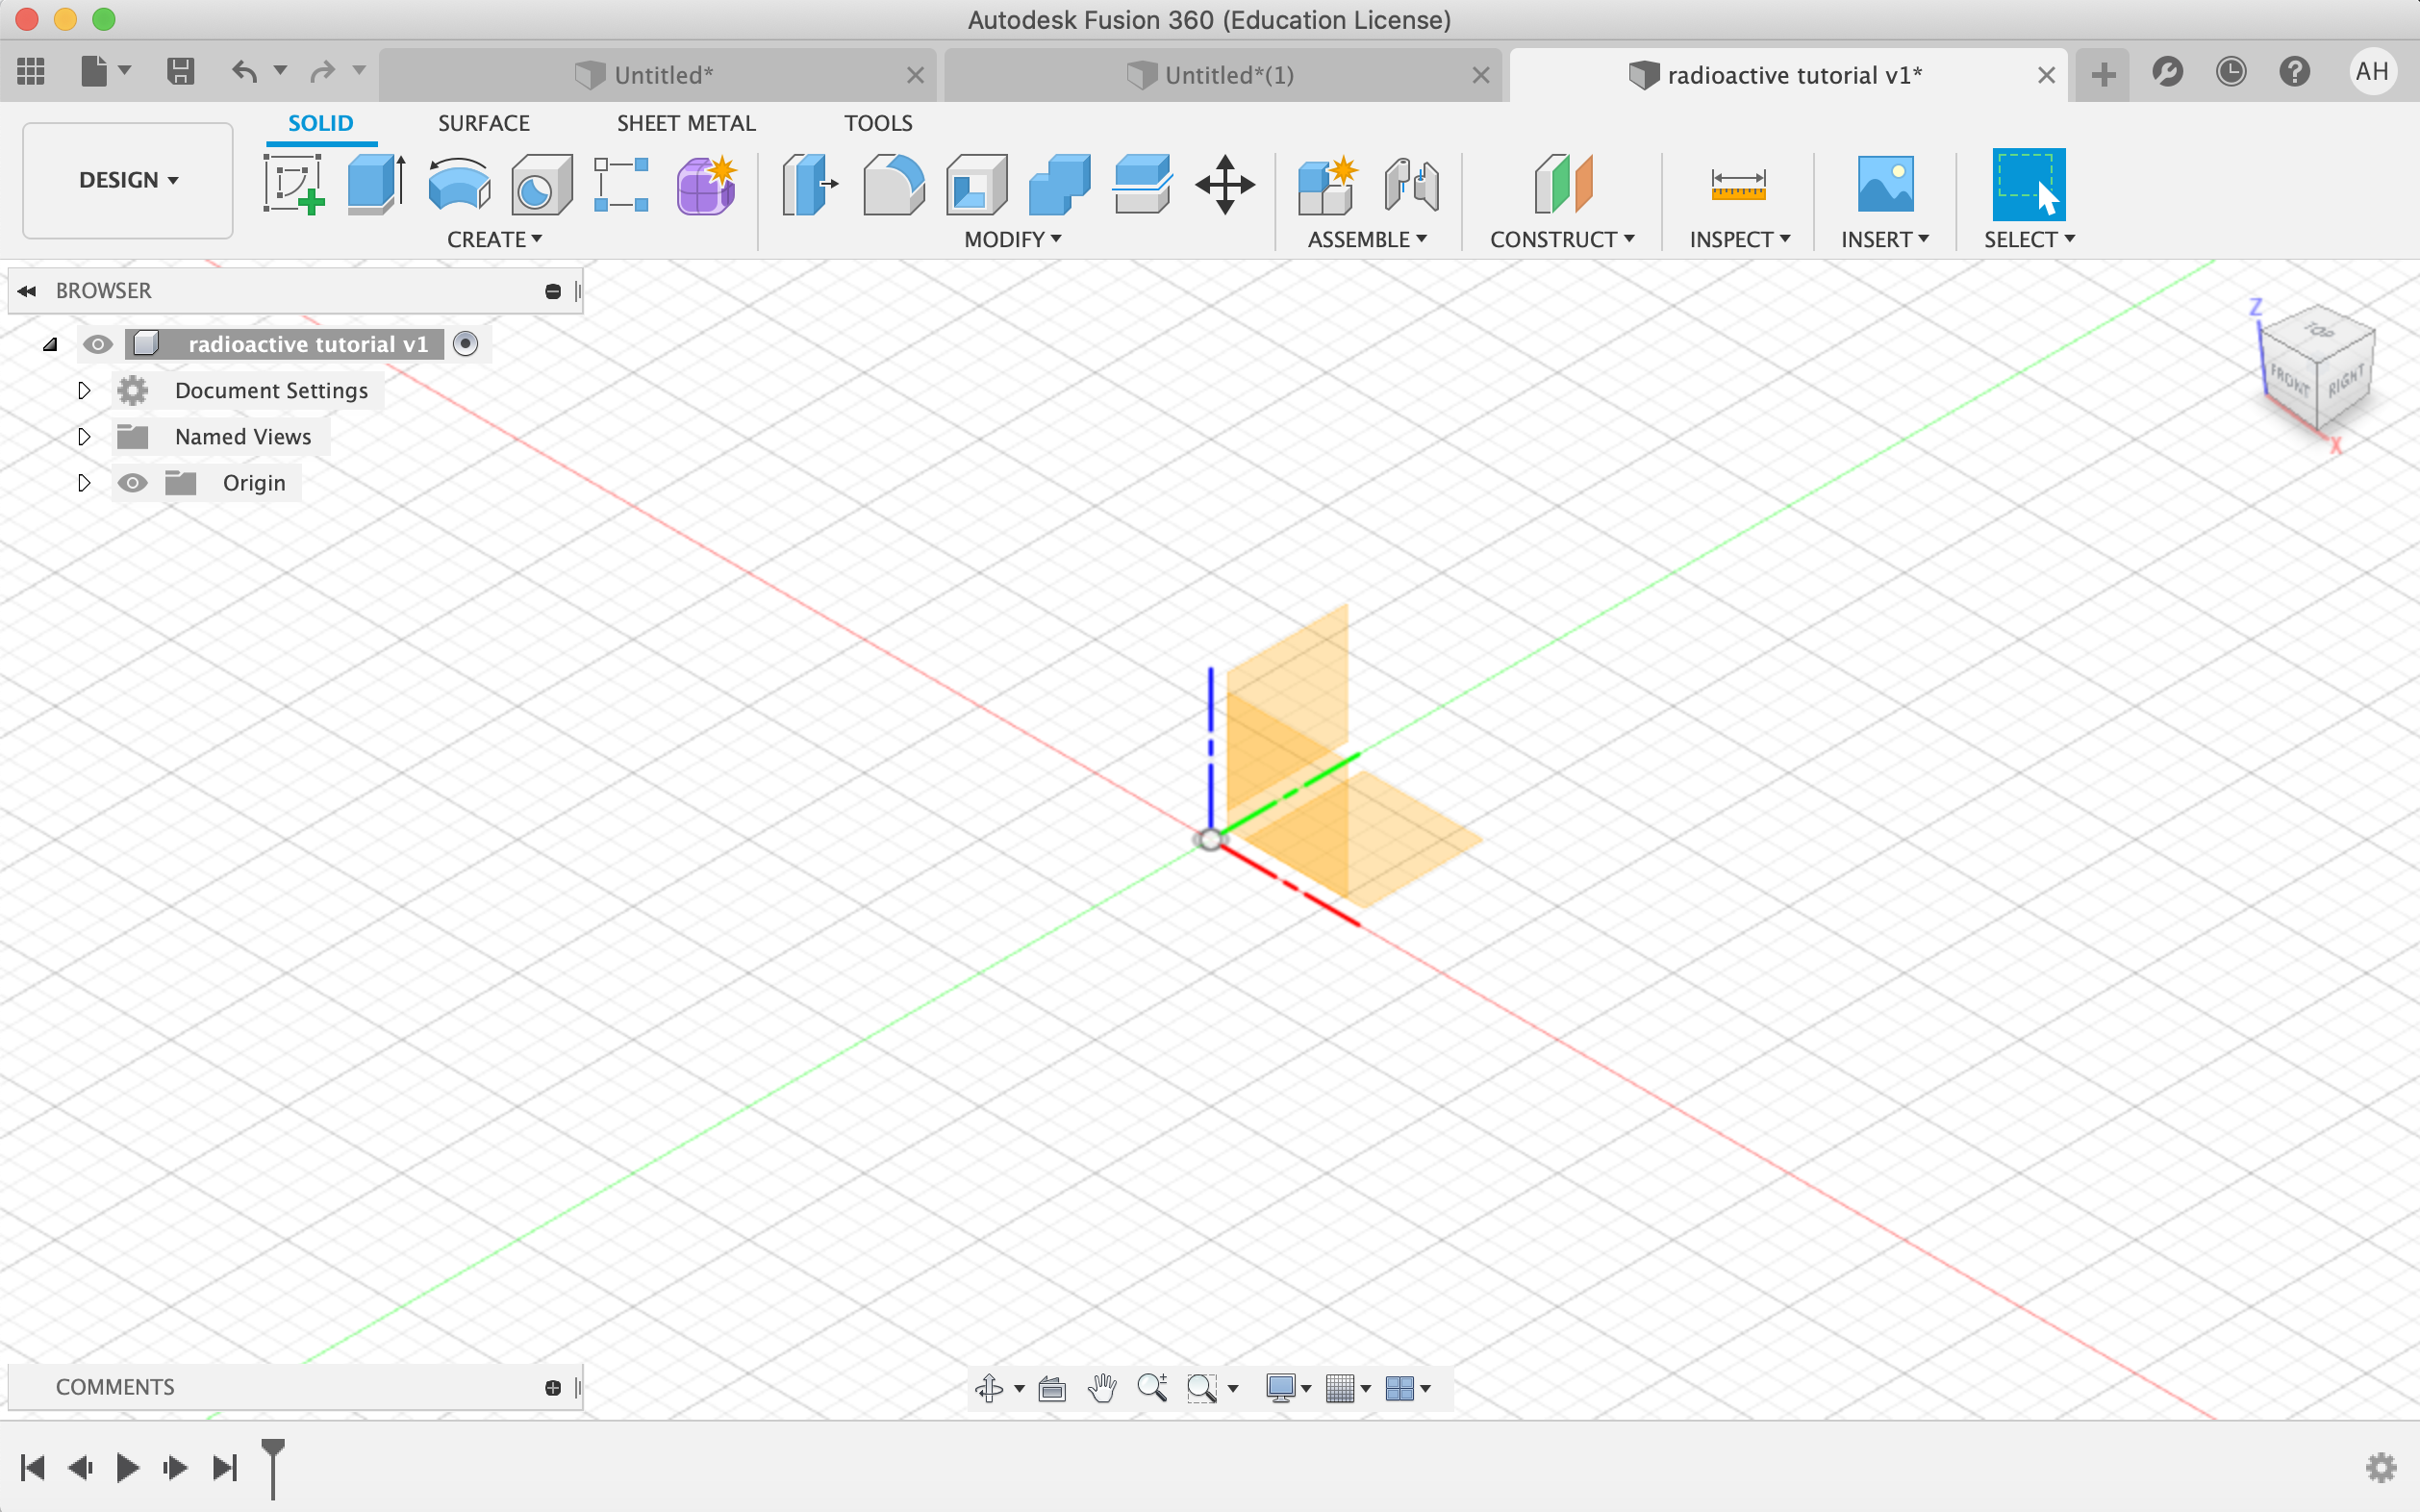 Autodesk Fusion 360 (Education License)
Untitled*
Untitled*(1)
radioactive tutorial v1*
AH
SOLID
SURFACE
SHEET METAL
TOOLS
DESIGN
CREATE
MODIFY
ASSEMBLE
CONSTRUCT
INSPECT
INSERT
SELECT
BROWSER
radioactive tutorial v1
Document Settings
Named Views
Origin
Z
TOP
FRONT
RIGHT
X
COMMENTS